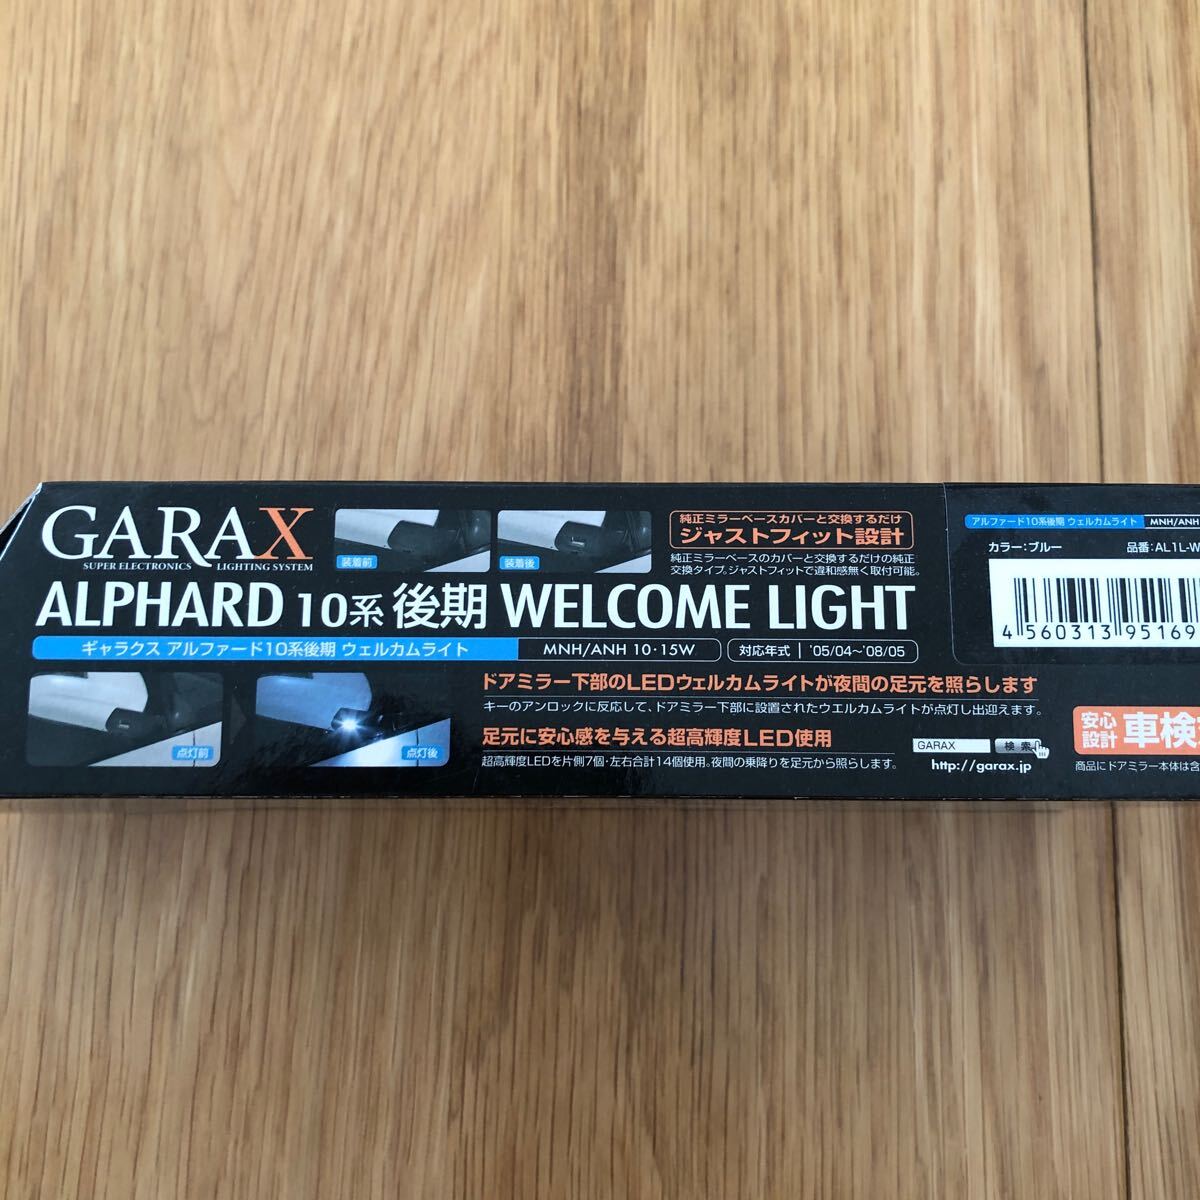 GARAX
SUPER ELECTRONICS LIGHTING SYSTEM
装着前
装着後
純正ミラーベースカバーと交換するだけ
ジャストフィット設計
純正ミラーベースのカバーと交換するだけの純正
交換タイプ。ジャストフィットで違和感無く取付可能。
ALPHARD 10系 後期 WELCOME LIGHT
ギャラクス アルファード10系後期 ウェルカムライト
MNH/ANH 10・15W
対応年式 | '05/04~'08/05
点灯前
点灯後
ドアミラー下部のLEDウェルカムライトが夜間の足元を照らします
キーのアンロックに反応して、ドアミラー下部に設置されたウエルカムライトが点灯し出迎えます。
足元に安心感を与える超高輝度LED使用
超高輝度LEDを片側7個・左右合計14個使用。夜間の乗降りを足元から照らします。
GARAX 検索
http://garax.jp
アルファード10系後期 ウェルカムライト MNH/ANH
カラー:ブルー 品番:AL1L-W
4 560313 95169
安心
設計
車検
商品にドアミラー本体は含